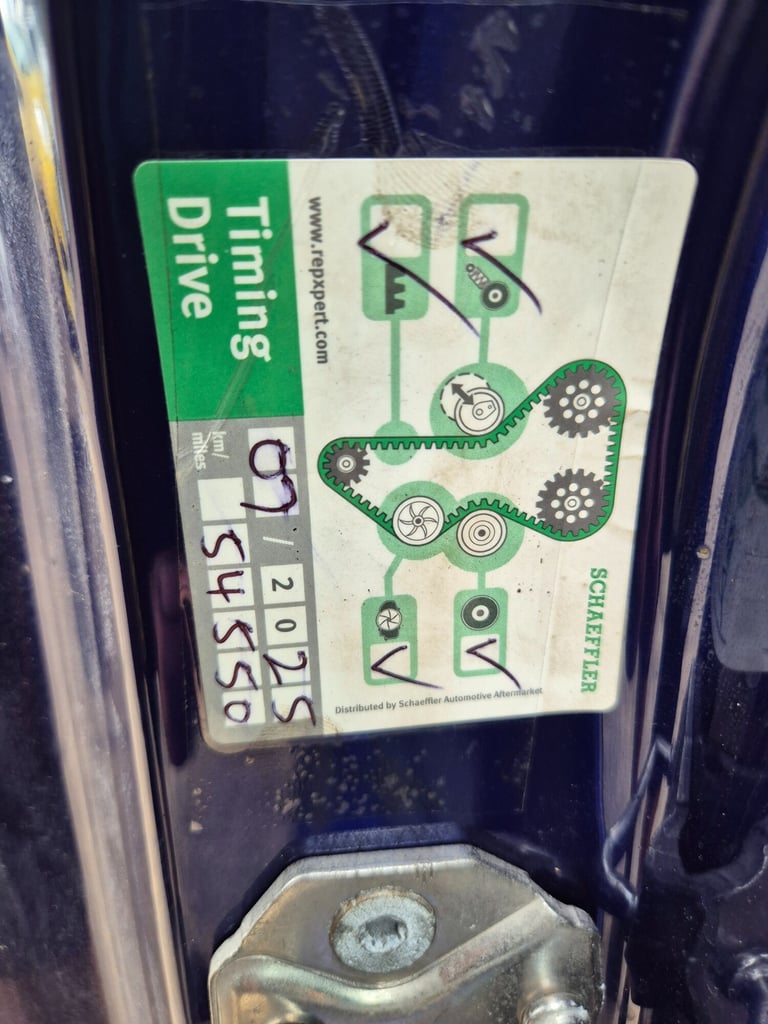 SCHAEFFLER
Distributed by Schaeffler Automotive Aftermarket
www.repxpert.com
Timing
Drive
07 / 2025
km/
miles
54550